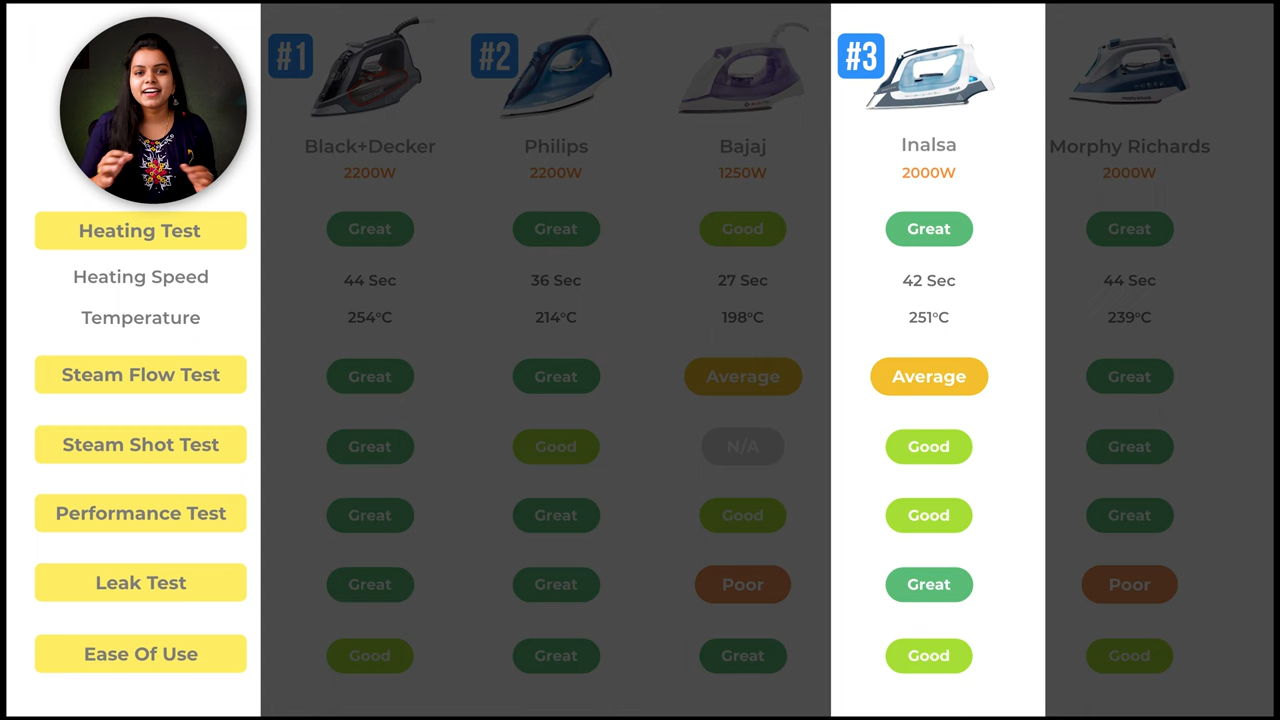 #1 #2 #3
Black+Decker Philips Bajaj Inalsa Morphy Richards
2200W 2200W 1250W 2000W 2000W
Heating Test Great Great Good Great Great
Heating Speed 44 Sec 36 Sec 27 Sec 42 Sec 44 Sec
Temperature 254°C 214°C 198°C 251°C 239°C
Steam Flow Test Great Great Average Average Great
Steam Shot Test Great Good N/A Good Great
Performance Test Great Great Good Good Great
Leak Test Great Great Poor Great Poor
Ease Of Use Good Great Great Good Good